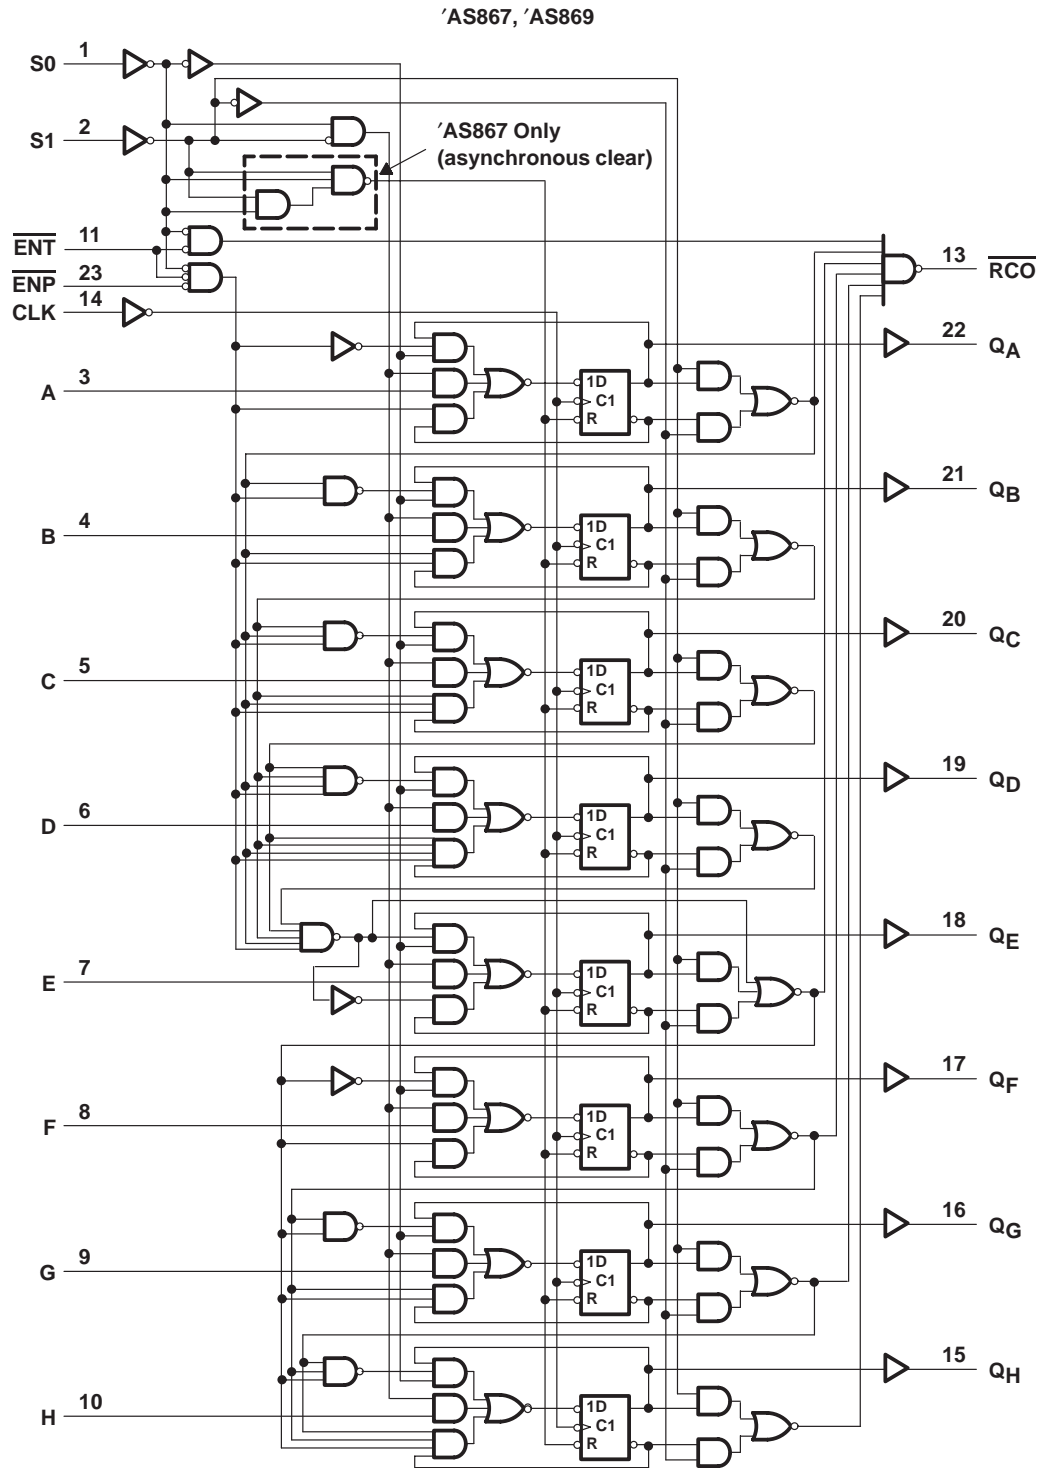 ′AS867, ′AS869
S0 1
S1 2
′AS867 Only
(asynchronous clear)
ENT 11
ENP 23
CLK 14
13 RCO
22 QA
A 3
1D
C1
R
21 QB
B 4
1D
C1
R
20 QC
C 5
1D
C1
R
19 QD
D 6
1D
C1
R
18 QE
E 7
1D
C1
R
17 QF
F 8
1D
C1
R
16 QG
G 9
1D
C1
R
15 QH
H 10
1D
C1
R